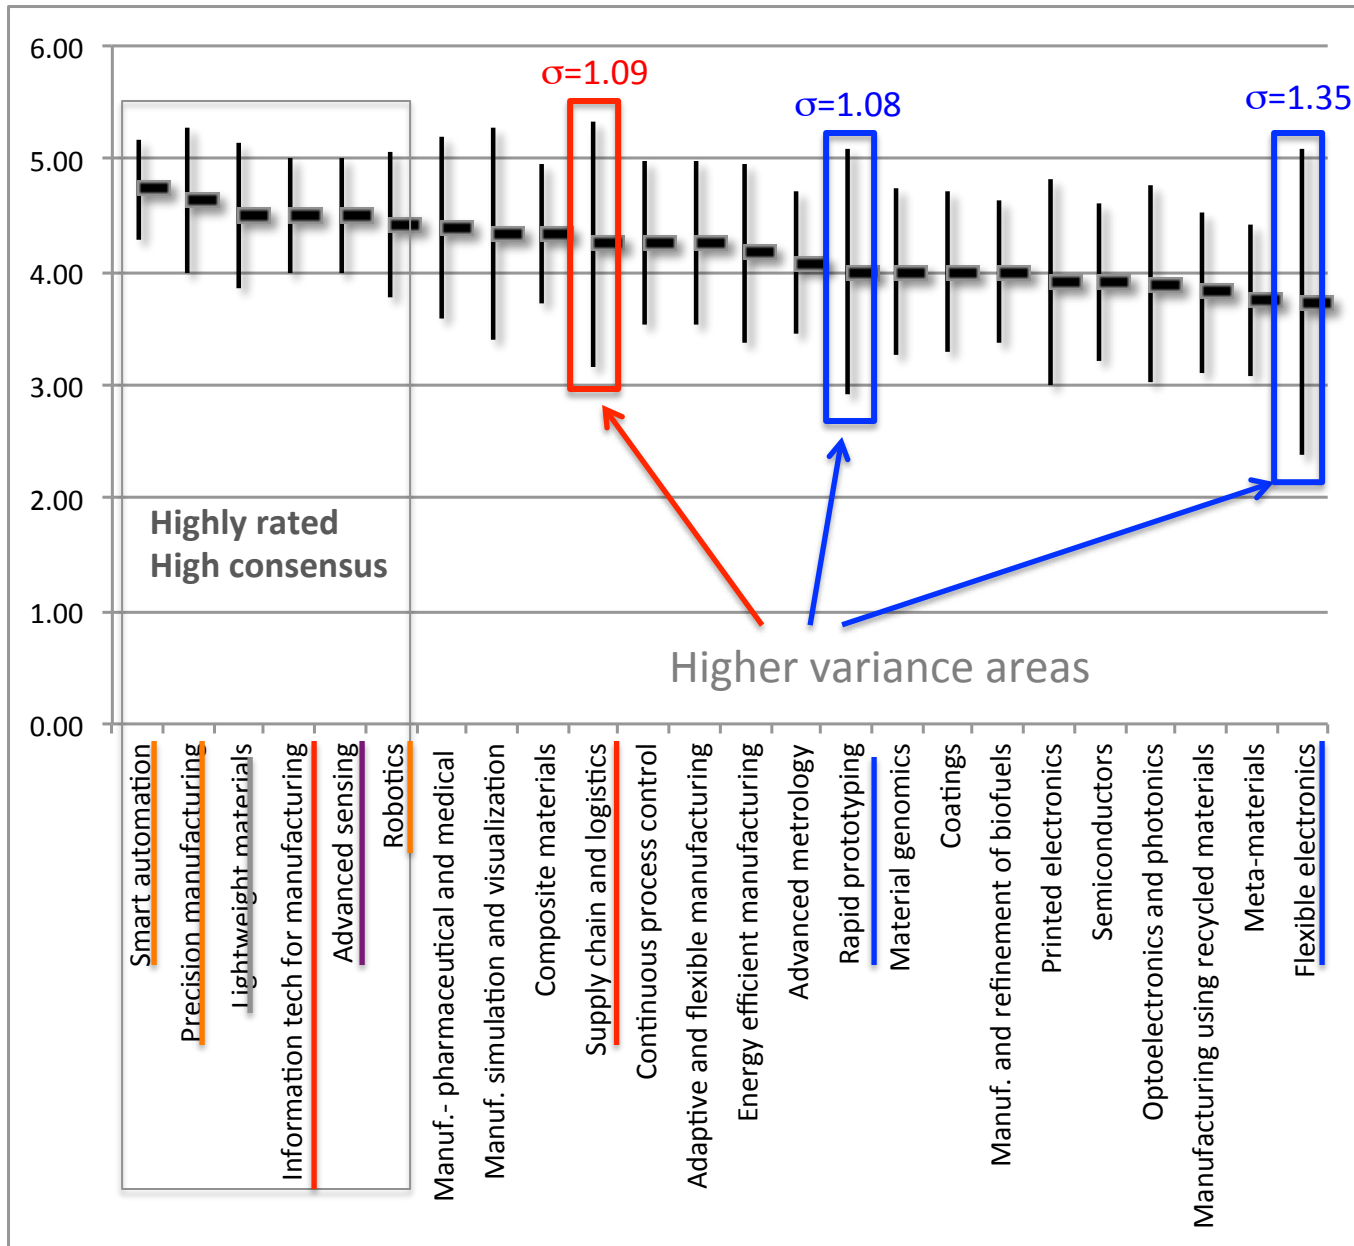 6.00
5.00
4.00
3.00
2.00
1.00
0.00
σ=1.09
σ=1.08
σ=1.35
Highly rated
High consensus
Higher variance areas
Smart automation
Precision manufacturing
Lightweight materials
Information tech for manufacturing
Advanced sensing
Robotics
Manuf.- pharmaceutical and medical
Manuf. simulation and visualization
Composite materials
Supply chain and logistics
Continuous process control
Adaptive and flexible manufacturing
Energy efficient manufacturing
Advanced metrology
Rapid prototyping
Material genomics
Coatings
Manuf. and refinement of biofuels
Printed electronics
Semiconductors
Optoelectronics and photonics
Manufacturing using recycled materials
Meta-materials
Flexible electronics